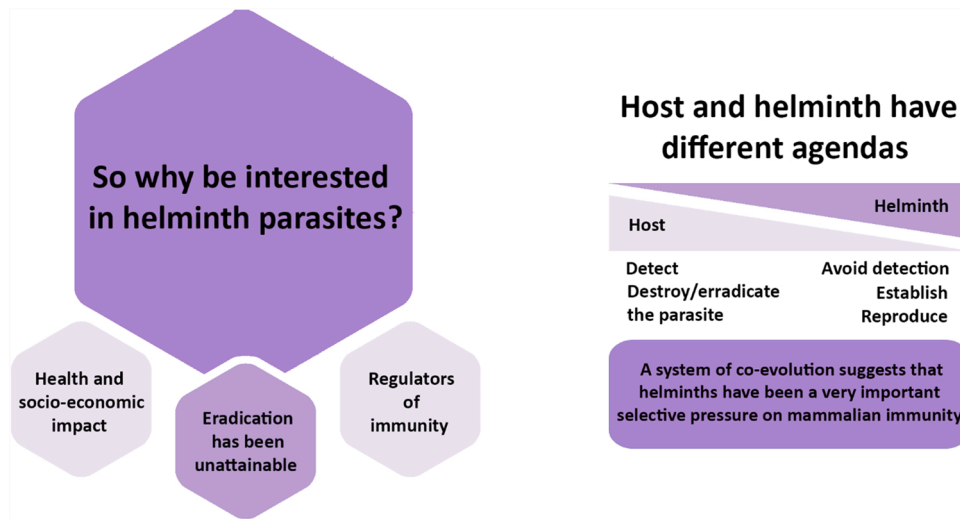 So why be interested
in helminth parasites?
Health and
socio-economic
impact
Eradication
has been
unattainable
Regulators
of
immunity
Host and helminth have
different agendas
Helminth
Host
Detect
Destroy/erradicate
the parasite
Avoid detection
Establish
Reproduce
A system of co-evolution suggests that
helminths have been a very important
selective pressure on mammalian immunity